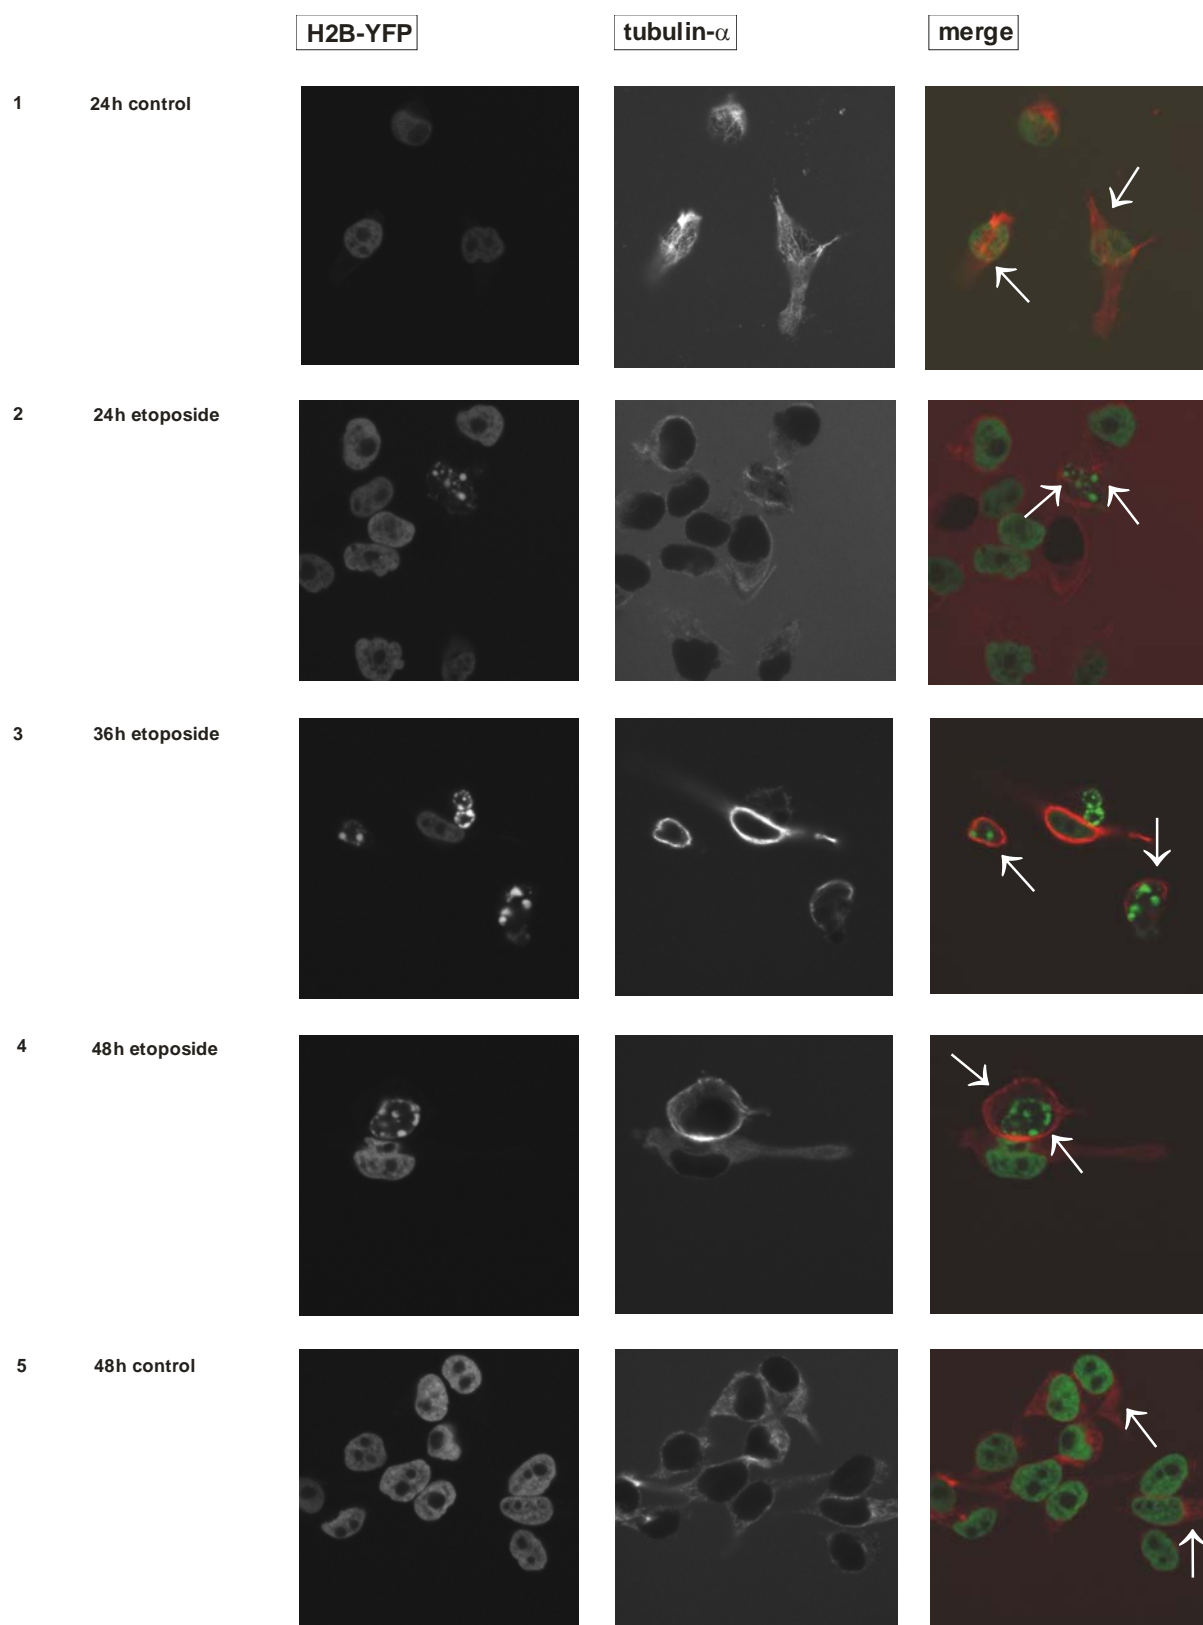 H2B-YFP tubulin-α merge
1 24h control
2 24h etoposide
3 36h etoposide
4 48h etoposide
5 48h control